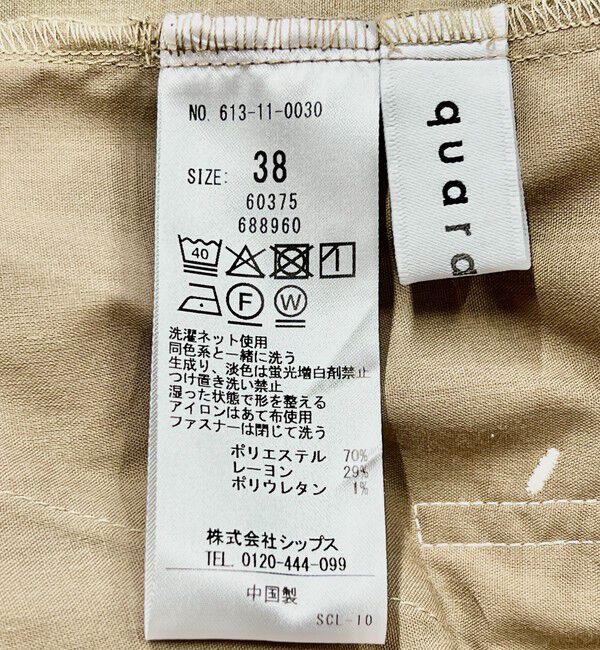 NO. 613-11-0030
SIZE: 38
60375
688960
40
F W
洗濯ネット使用
同色系と一緒に洗う
生成り、淡色は蛍光増白剤禁止
つけ置き洗い禁止
湿った状態で形を整える
アイロンはあて布使用
ファスナーは閉じて洗う
ポリエステル 70%
レーヨン 29%
ポリウレタン 1%
株式会社シップス
TEL. 0120-444-099
中国製
SCL-10
quard